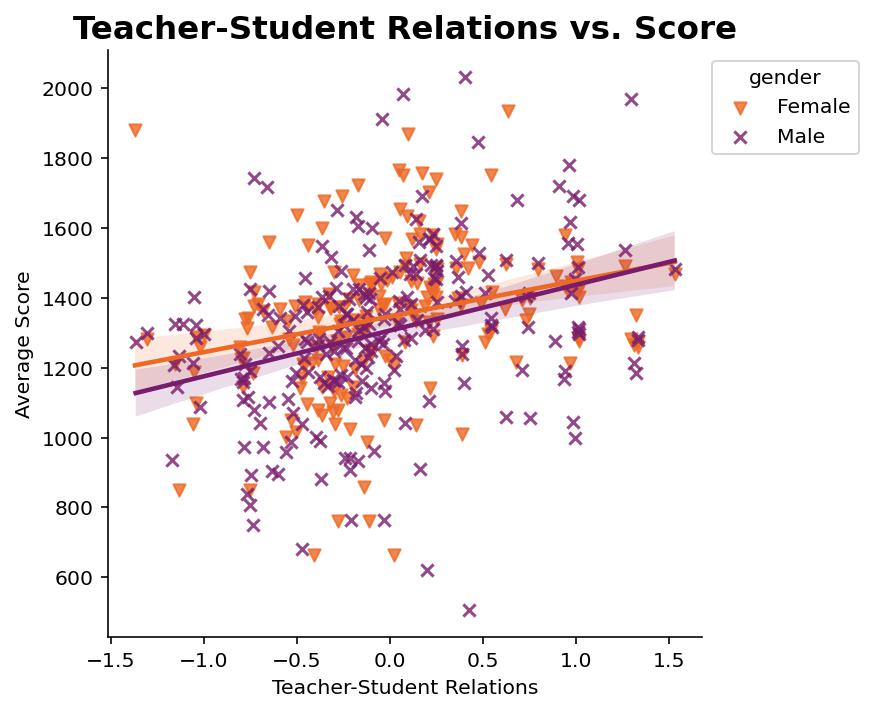 Teacher-Student Relations vs. Score
gender
Female
Male
Average Score
2000
1800
1600
1400
1200
1000
800
600
−1.5
−1.0
−0.5
0.0
0.5
1.0
1.5
Teacher-Student Relations